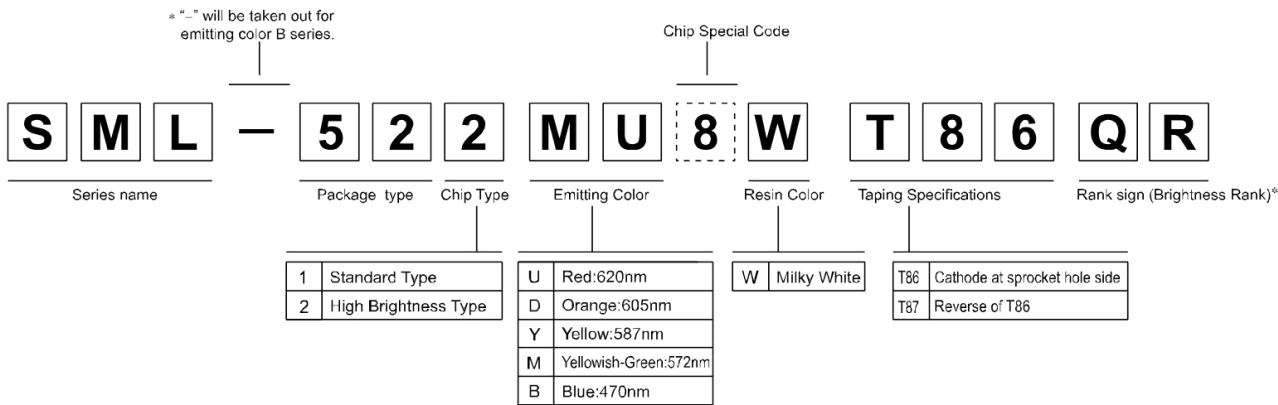 * “–” will be taken out for
emitting color B series.
Chip Special Code
S M L – 5 2 2 M U 8 W T 8 6 Q R
Series name
Package type
Chip Type
Emitting Color
Resin Color
Taping Specifications
Rank sign (Brightness Rank)*
1 Standard Type
2 High Brightness Type
U Red:620nm
D Orange:605nm
Y Yellow:587nm
M Yellowish-Green:572nm
B Blue:470nm
W Milky White
T86 Cathode at sprocket hole side
T87 Reverse of T86